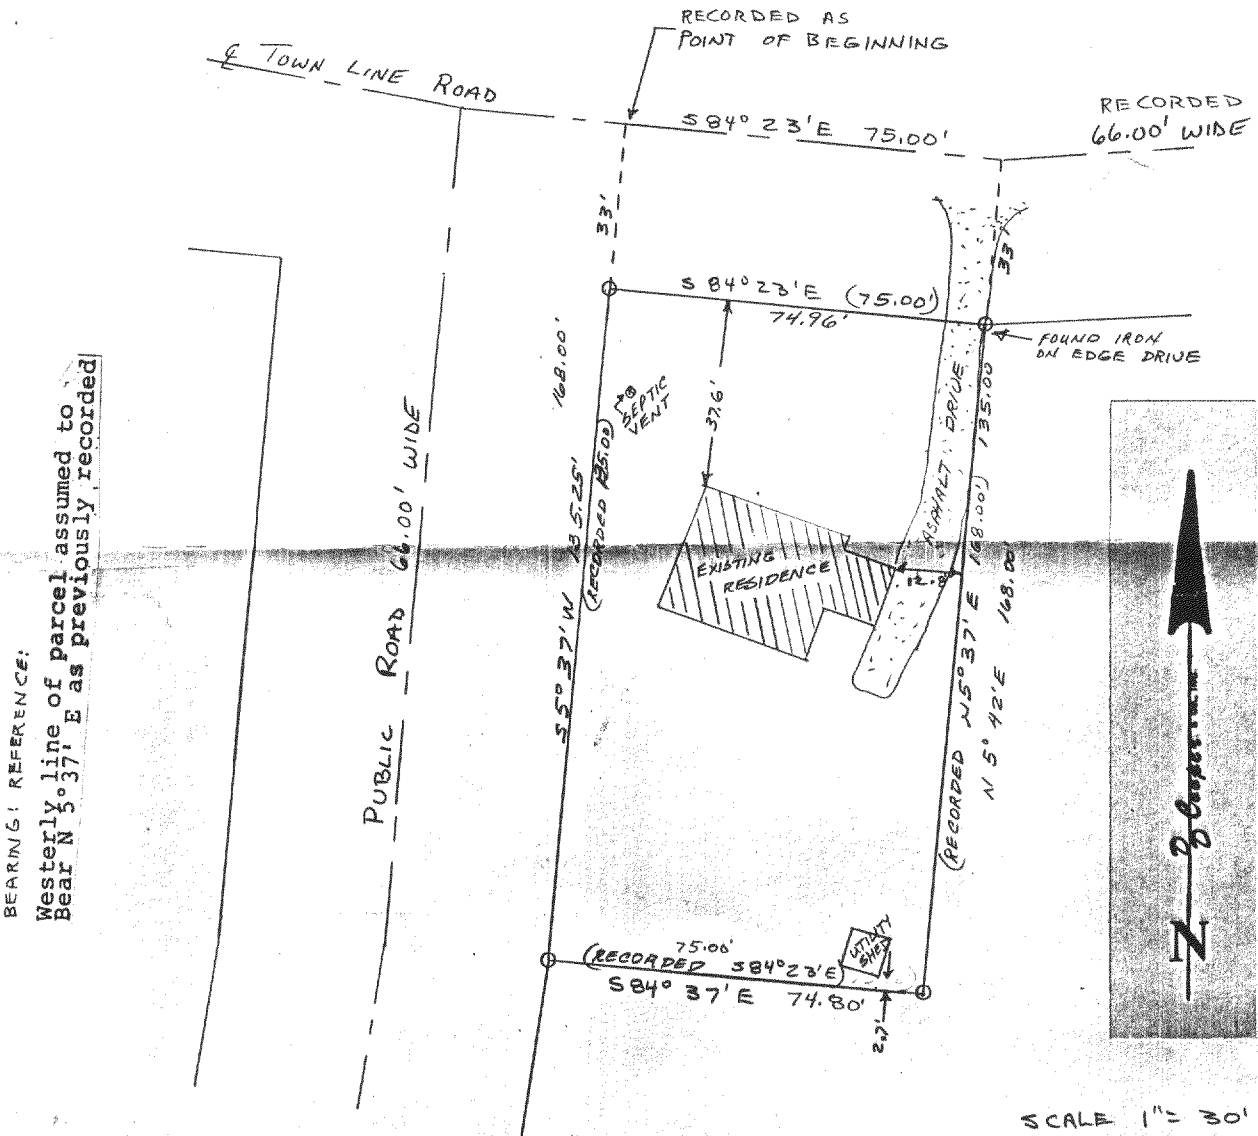 RECORDED AS
POINT OF BEGINNING
℄ TOWN LINE ROAD
S 84° 23' E 75.00'
RECORDED
66.00' WIDE
33'
33'
S 84° 23' E (75.00')
74.96'
FOUND IRON
ON EDGE DRIVE
168.00'
SEPTIC
VENT
37.6'
ASPHALT DRIVE
135.00
S 5° 37' W 135.25'
(RECORDED 135.00)
EXISTING
RESIDENCE
12.8
(RECORDED N 5° 37' E 168.00')
N 5° 42' E 168.00'
PUBLIC ROAD 66.00' WIDE
BEARING! REFERENCE:
Westerly line of parcel assumed to
Bear N 5°37' E as previously recorded
UTILITY
SHED
75.00'
(RECORDED S 84° 23' E)
S 84° 37' E 74.80'
2.7'
N
SCALE 1" = 30'